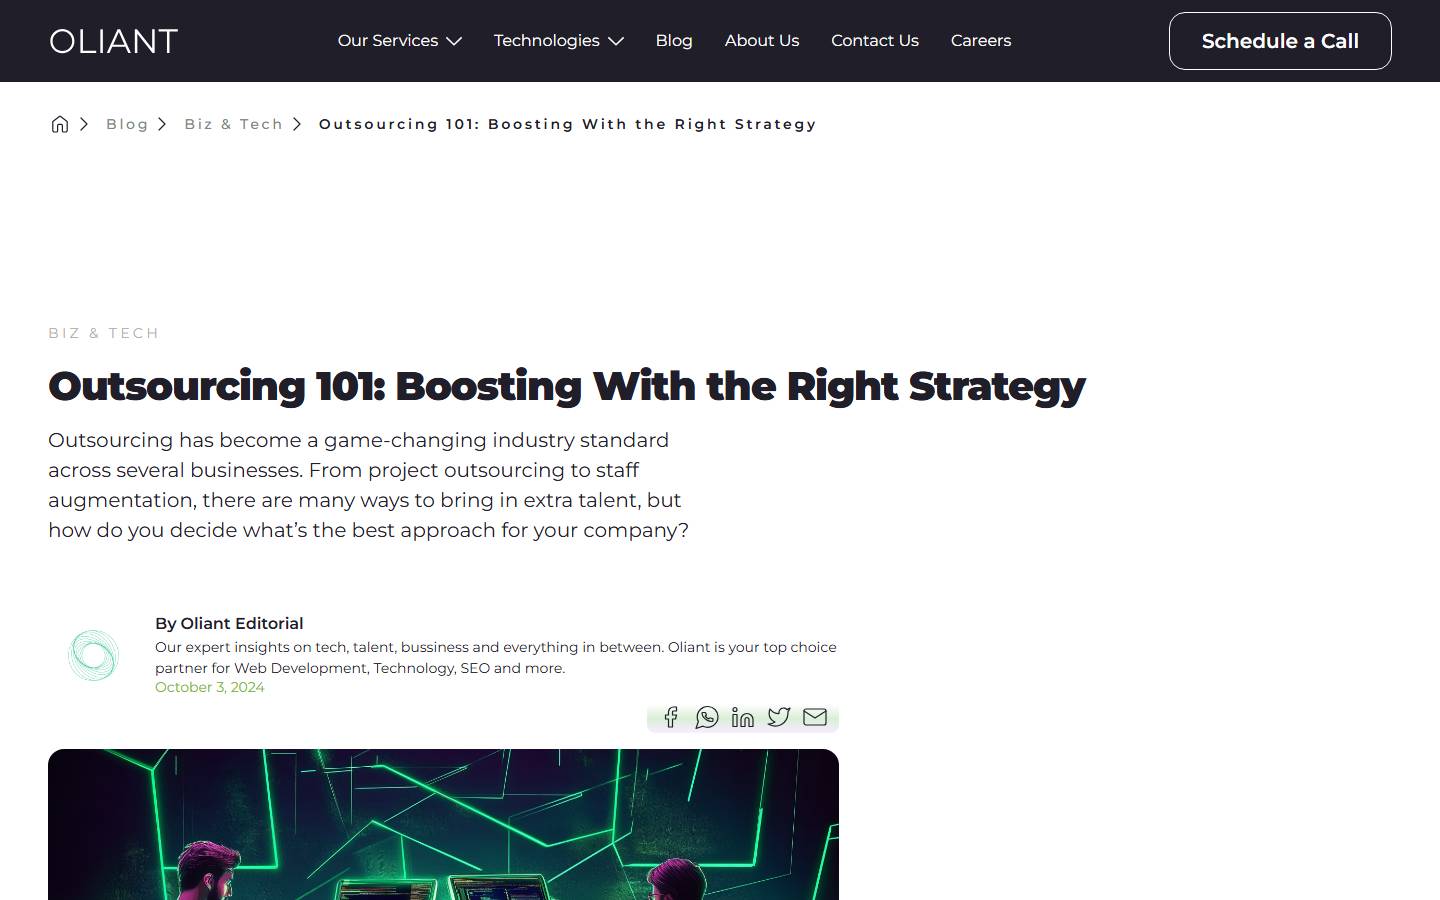 OLIANT
Our Services
Technologies
Blog
About Us
Contact Us
Careers
Schedule a Call
Blog
Biz & Tech
Outsourcing 101: Boosting With the Right Strategy
BIZ & TECH
Outsourcing 101: Boosting With the Right Strategy
Outsourcing has become a game-changing industry standard
across several businesses. From project outsourcing to staff
augmentation, there are many ways to bring in extra talent, but
how do you decide what’s the best approach for your company?
By Oliant Editorial
Our expert insights on tech, talent, bussiness and everything in between. Oliant is your top choice
partner for Web Development, Technology, SEO and more.
October 3, 2024